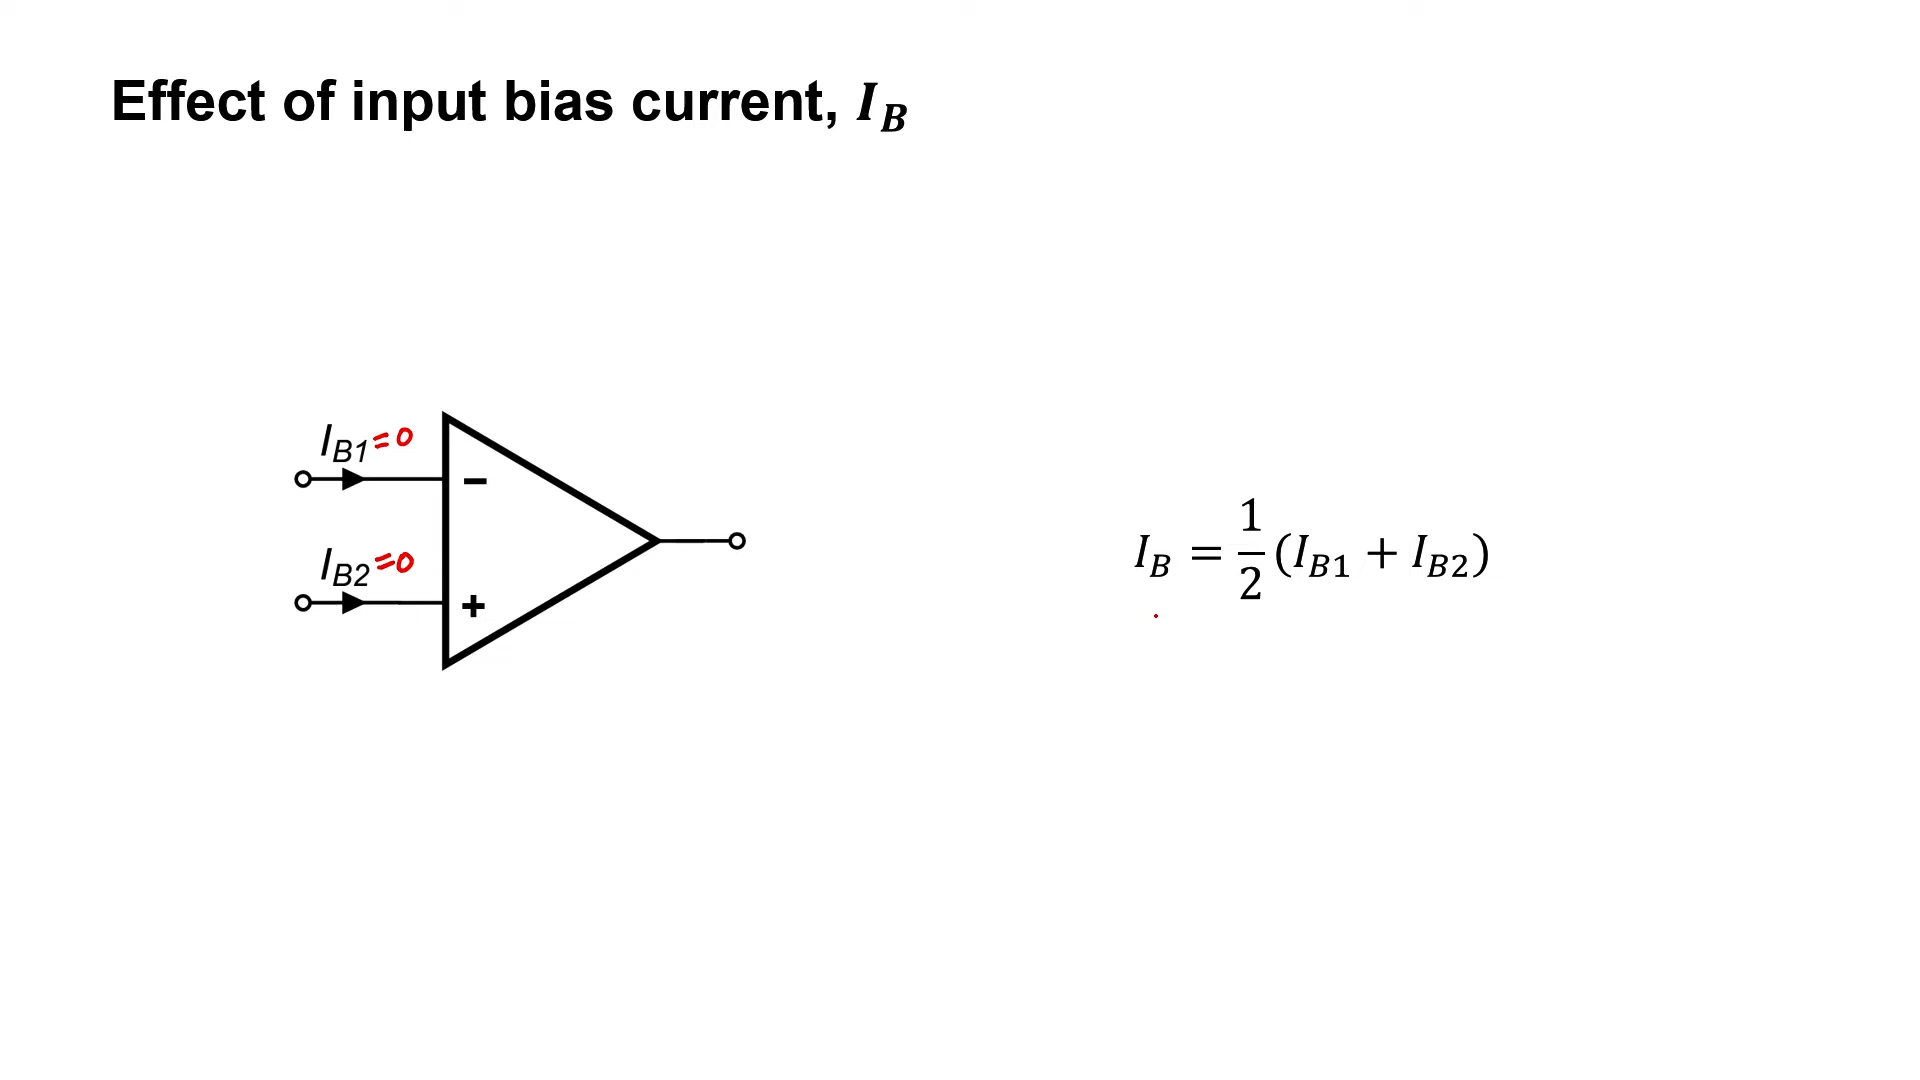 Effect of input bias current, I_B
I_B1 =0
−
I_B2 =0
+
I_B = 1/2 (I_B1 + I_B2)